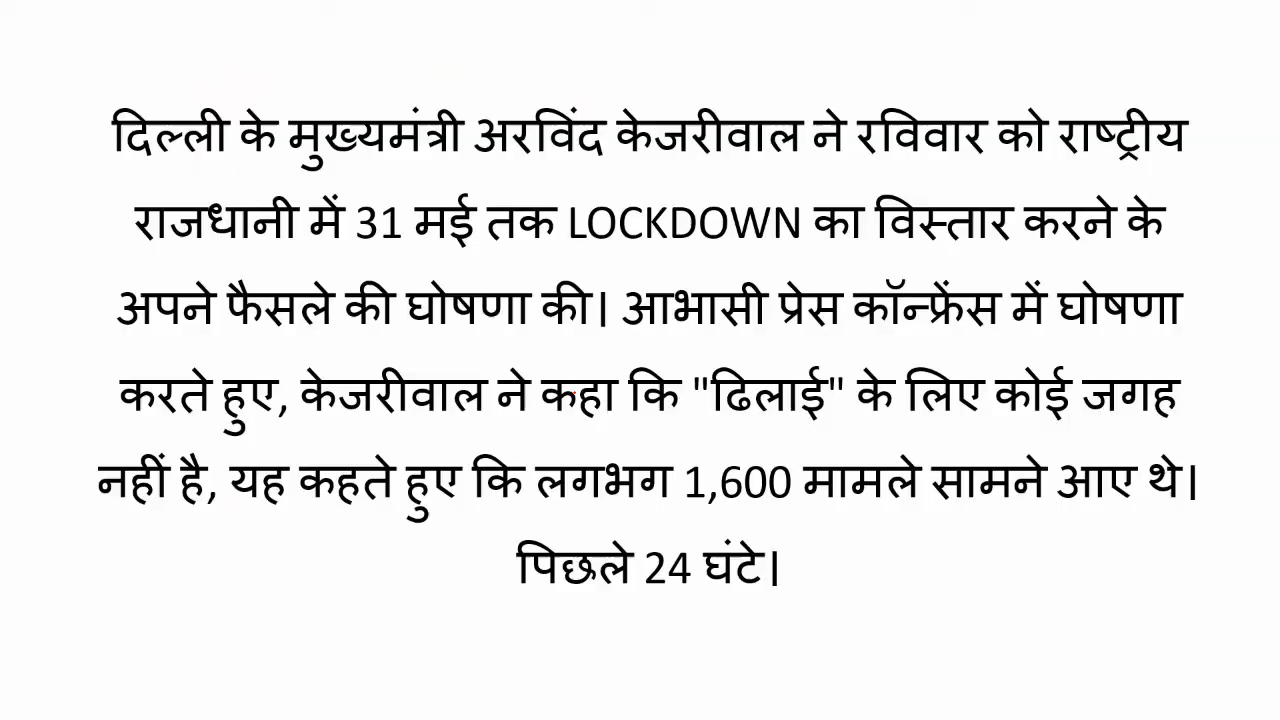 दिल्ली के मुख्यमंत्री अरविंद केजरीवाल ने रविवार को राष्ट्रीय
राजधानी में 31 मई तक LOCKDOWN का विस्तार करने के
अपने फैसले की घोषणा की। आभासी प्रेस कॉन्फ्रेंस में घोषणा
करते हुए, केजरीवाल ने कहा कि "ढिलाई" के लिए कोई जगह
नहीं है, यह कहते हुए कि लगभग 1,600 मामले सामने आए थे।
पिछले 24 घंटे।